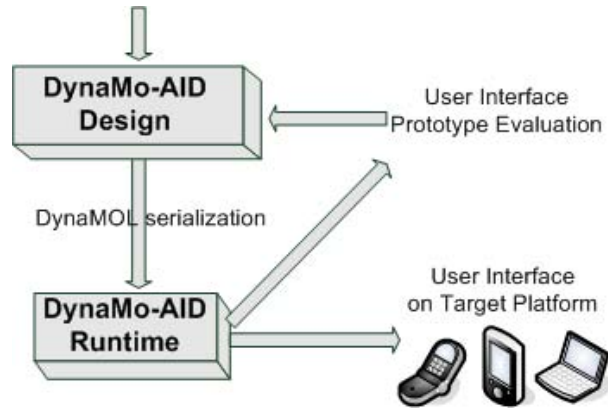 DynaMo-AID
Design
User Interface
Prototype Evaluation
DynaMOL serialization
DynaMo-AID
Runtime
User Interface
on Target Platform